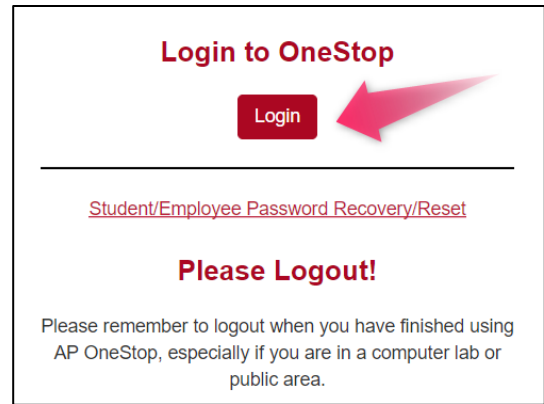 Login to OneStop
Login
Student/Employee Password Recovery/Reset
Please Logout!
Please remember to logout when you have finished using
AP OneStop, especially if you are in a computer lab or
public area.